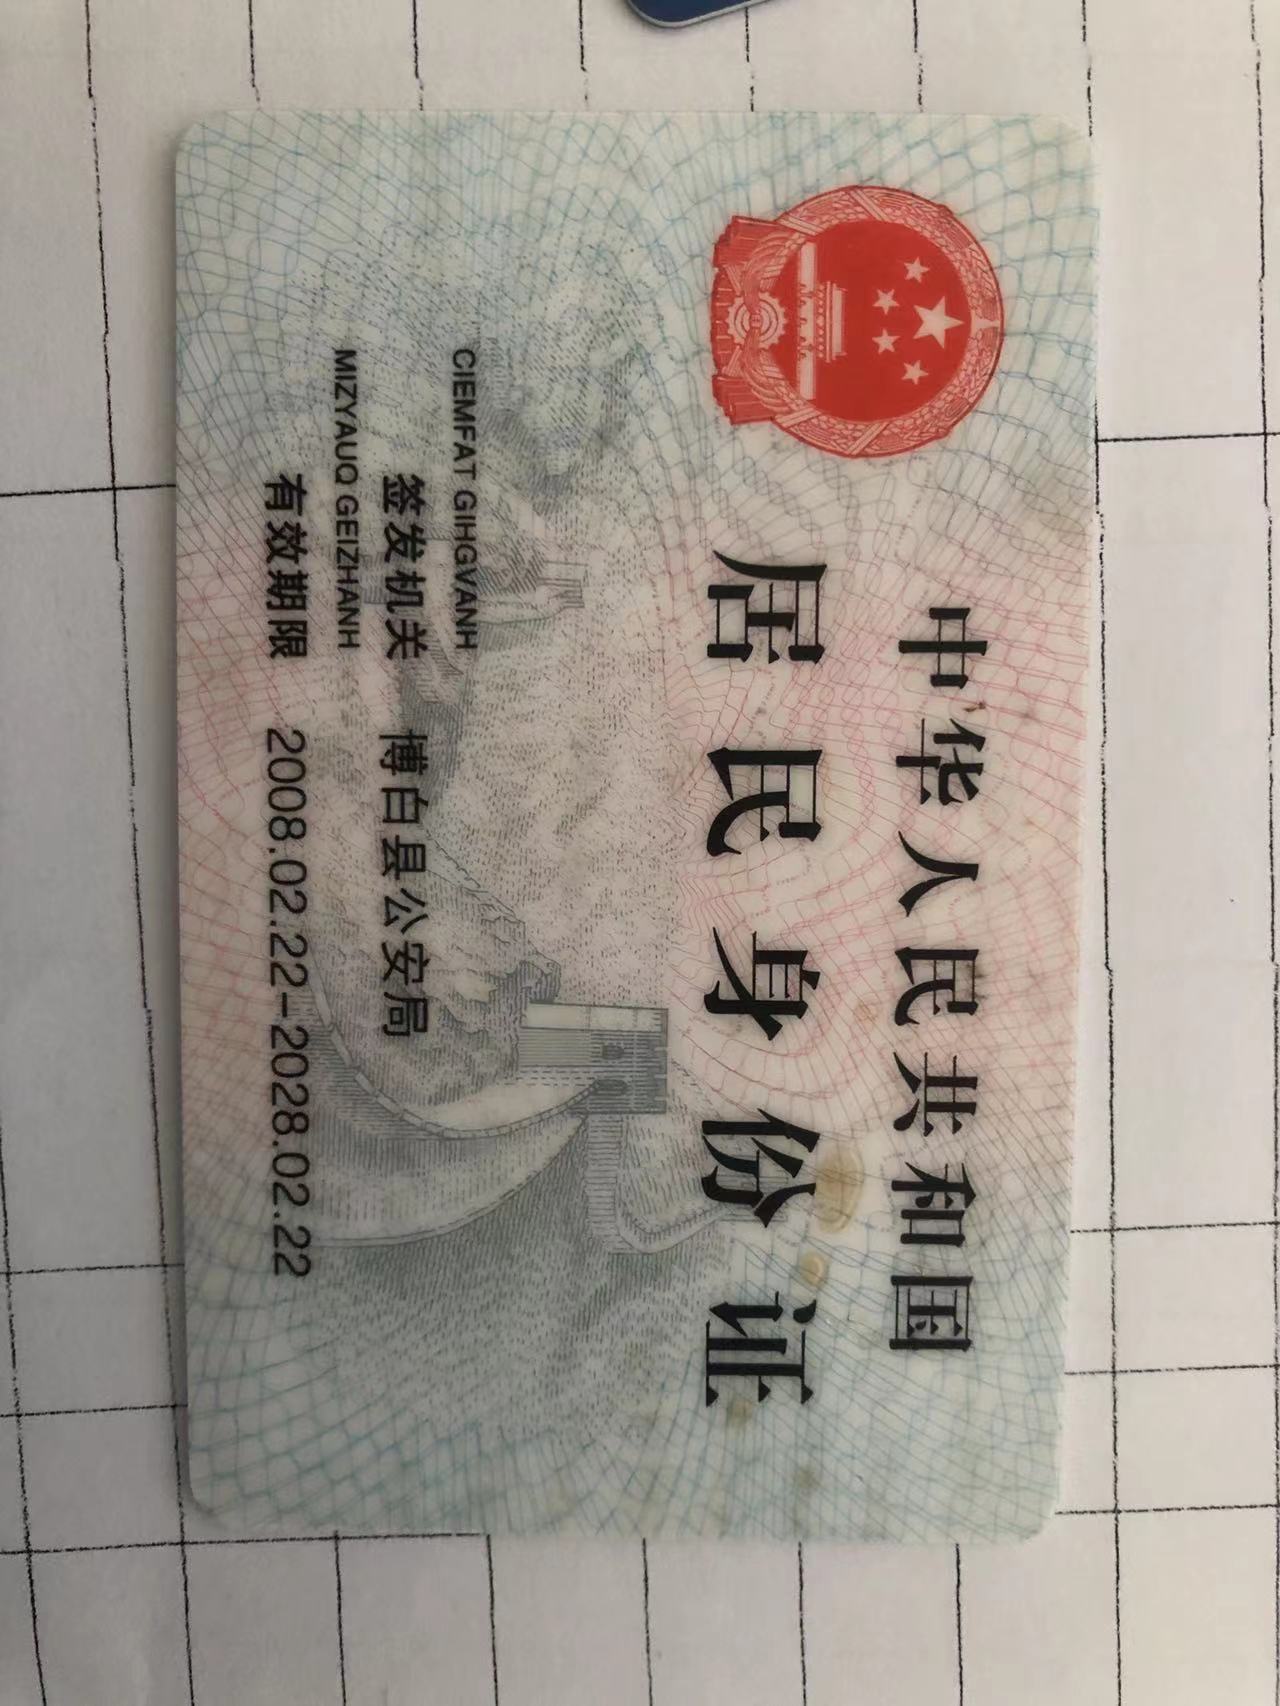 中华人民共和国
居民身份证
CIEMFAT GIHGVANH
签发机关 博白县公安局
MIZYAUQ GEIZHANH
有效期限 2008.02.22-2028.02.22